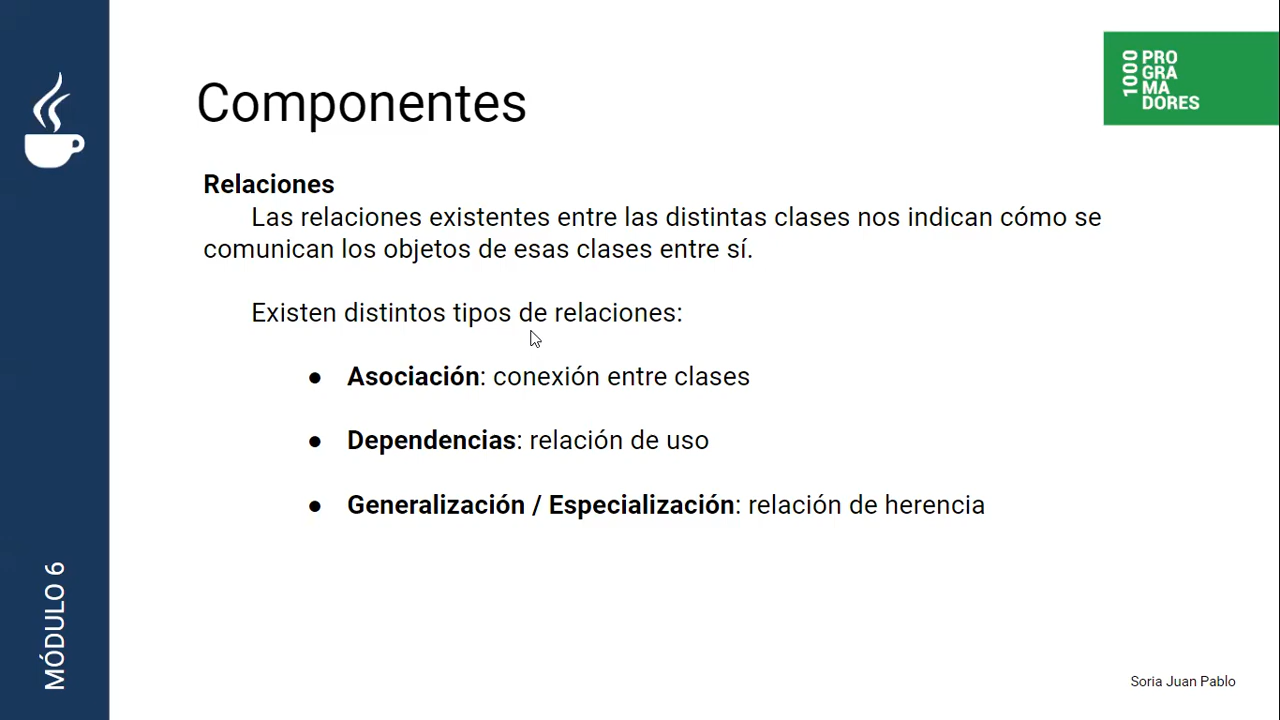 Componentes
1000
PRO
GRA
MA
DORES
Relaciones
Las relaciones existentes entre las distintas clases nos indican cómo se
comunican los objetos de esas clases entre sí.
Existen distintos tipos de relaciones:
● Asociación: conexión entre clases
● Dependencias: relación de uso
● Generalización / Especialización: relación de herencia
MÓDULO 6
Soria Juan Pablo